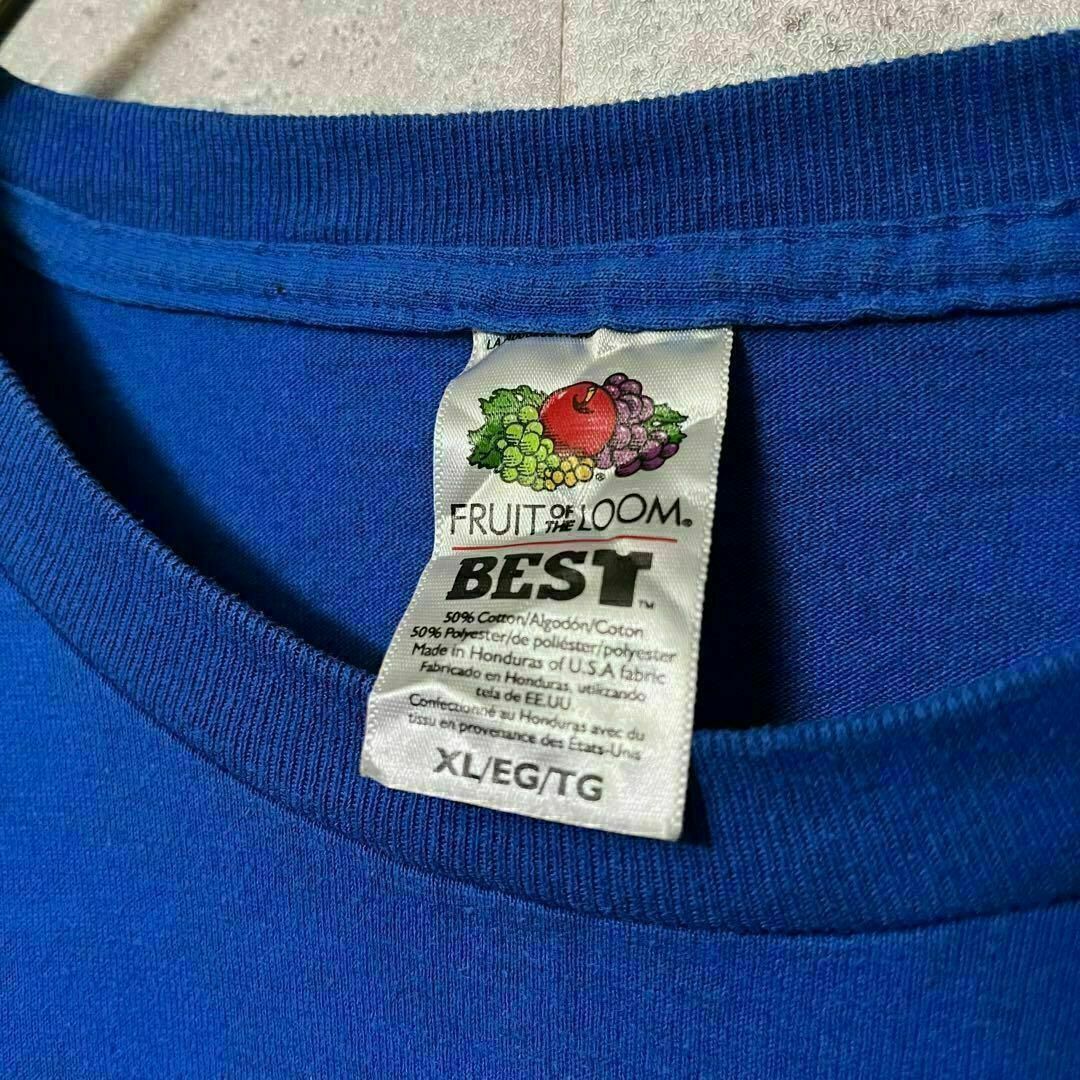 FRUIT OF THE LOOM®
BEST™
50% Cotton/Algodón/Coton
50% Polyester/de poliéster/polyester
Made in Honduras of U.S.A fabric
Fabricado en Honduras, utilizando
tela de EE.UU
Confectionné au Honduras avec du
tissu en provenance des États-Unis
XL/EG/TG